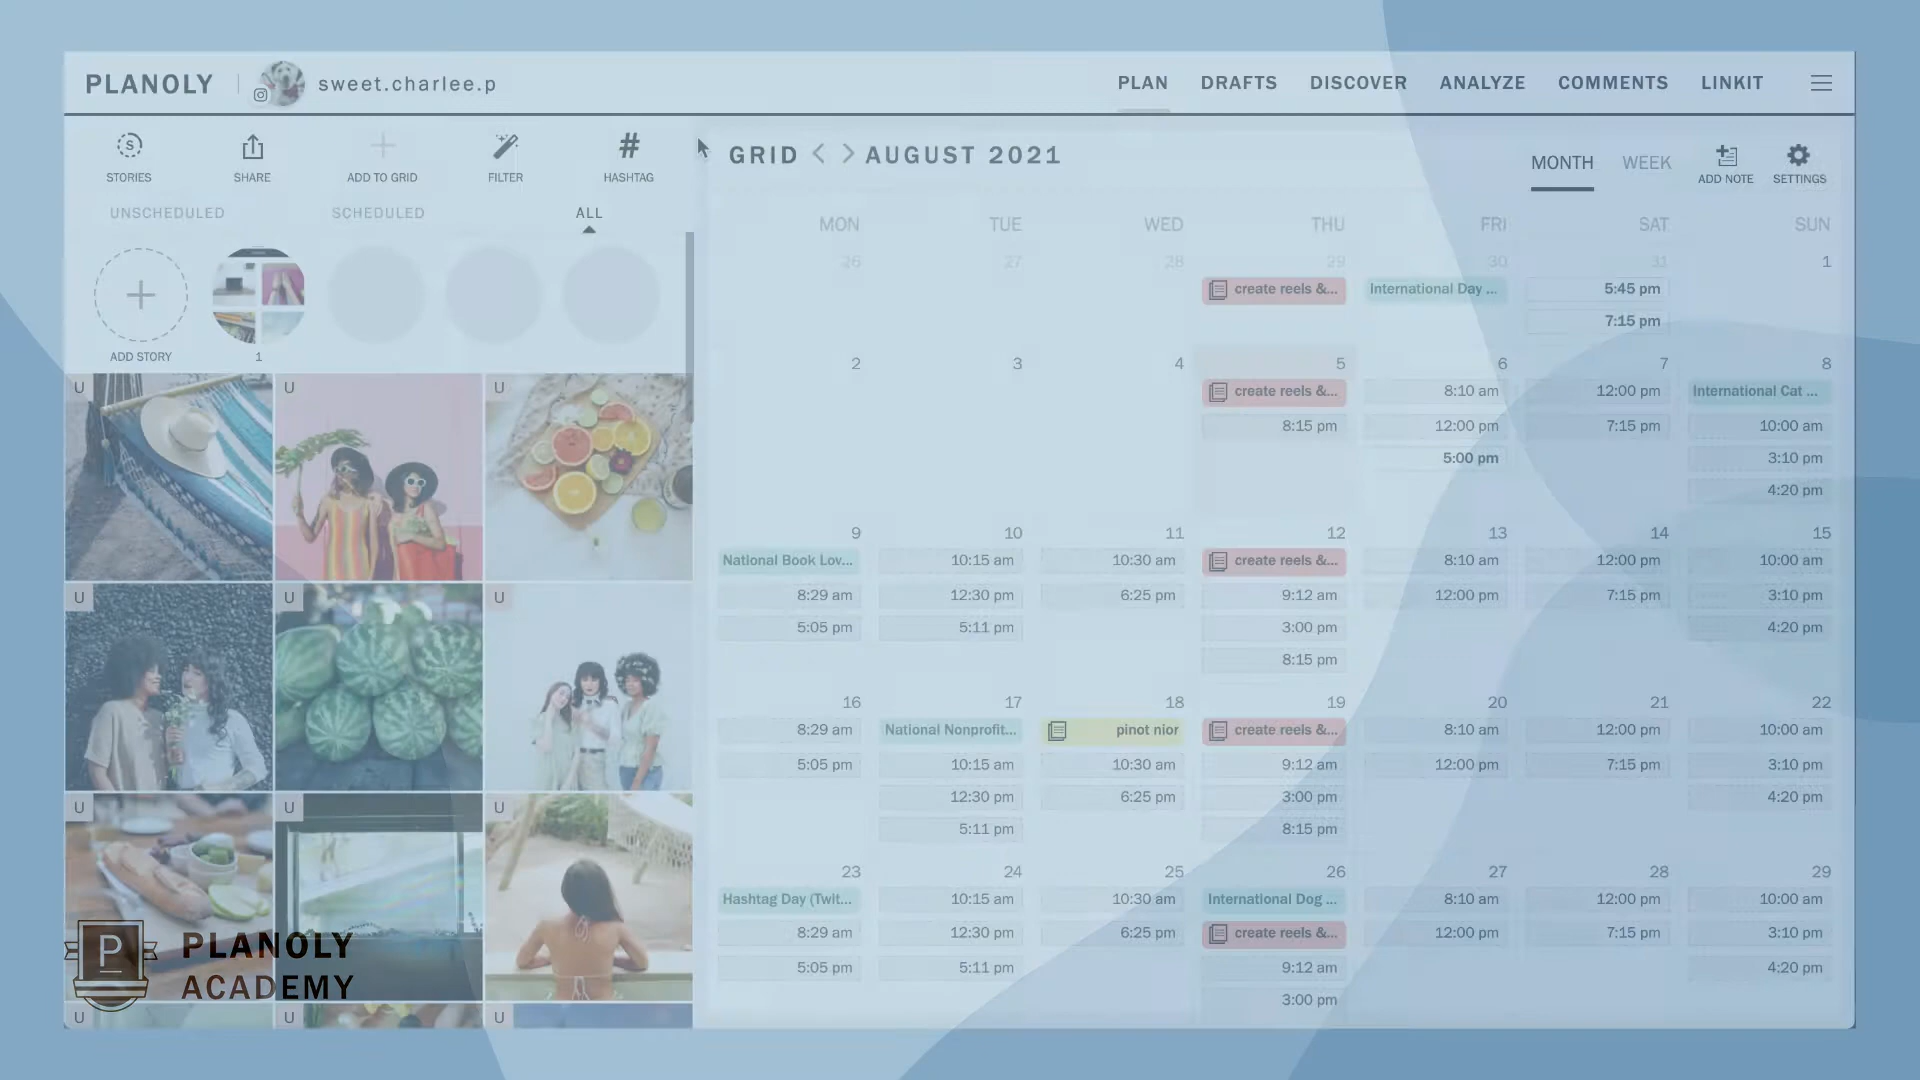 PLANOLY
sweet.charlee.p
PLAN DRAFTS DISCOVER ANALYZE COMMENTS LINKIT
S
STORIES SHARE ADD TO GRID FILTER # HASHTAG
UNSCHEDULED SCHEDULED ALL
ADD STORY 1
GRID < > AUGUST 2021
MONTH WEEK ADD NOTE SETTINGS
MON TUE WED THU FRI SAT SUN
26 27 28 29 30 31 1
create reels &... International Day ... 5:45 pm
7:15 pm
2 3 4 5 6 7 8
create reels &... 8:10 am 12:00 pm International Cat ...
8:15 pm 12:00 pm 7:15 pm 10:00 am
5:00 pm 3:10 pm
4:20 pm
9 10 11 12 13 14 15
National Book Lov... 10:15 am 10:30 am create reels &... 8:10 am 12:00 pm 10:00 am
8:29 am 12:30 pm 6:25 pm 9:12 am 12:00 pm 7:15 pm 3:10 pm
5:05 pm 5:11 pm 3:00 pm 4:20 pm
8:15 pm
16 17 18 19 20 21 22
8:29 am National Nonprofit... pinot nior create reels &... 8:10 am 12:00 pm 10:00 am
5:05 pm 10:15 am 10:30 am 9:12 am 12:00 pm 7:15 pm 3:10 pm
12:30 pm 6:25 pm 3:00 pm 4:20 pm
5:11 pm 8:15 pm
23 24 25 26 27 28 29
Hashtag Day (Twit... 10:15 am 10:30 am International Dog ... 8:10 am 12:00 pm 10:00 am
8:29 am 12:30 pm 6:25 pm create reels &... 12:00 pm 7:15 pm 3:10 pm
5:05 pm 5:11 pm 9:12 am 4:20 pm
3:00 pm
U U U
U U U
U U U
U U U
P
PLANOLY
ACADEMY